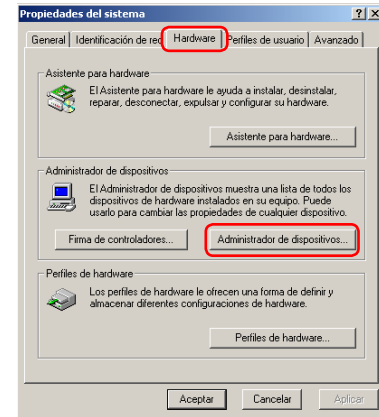 Propiedades del sistema
General Identificación de red Hardware Perfiles de usuario Avanzado
Asistente para hardware
El Asistente para hardware le ayuda a instalar, desinstalar,
reparar, desconectar, expulsar y configurar su hardware.
Asistente para hardware...
Administrador de dispositivos
El Administrador de dispositivos muestra una lista de todos los
dispositivos de hardware instalados en su equipo. Puede
usarlo para cambiar las propiedades de cualquier dispositivo.
Firma de controladores... Administrador de dispositivos...
Perfiles de hardware
Los perfiles de hardware le ofrecen una forma de definir y
almacenar diferentes configuraciones de hardware.
Perfiles de hardware...
Aceptar Cancelar Aplicar